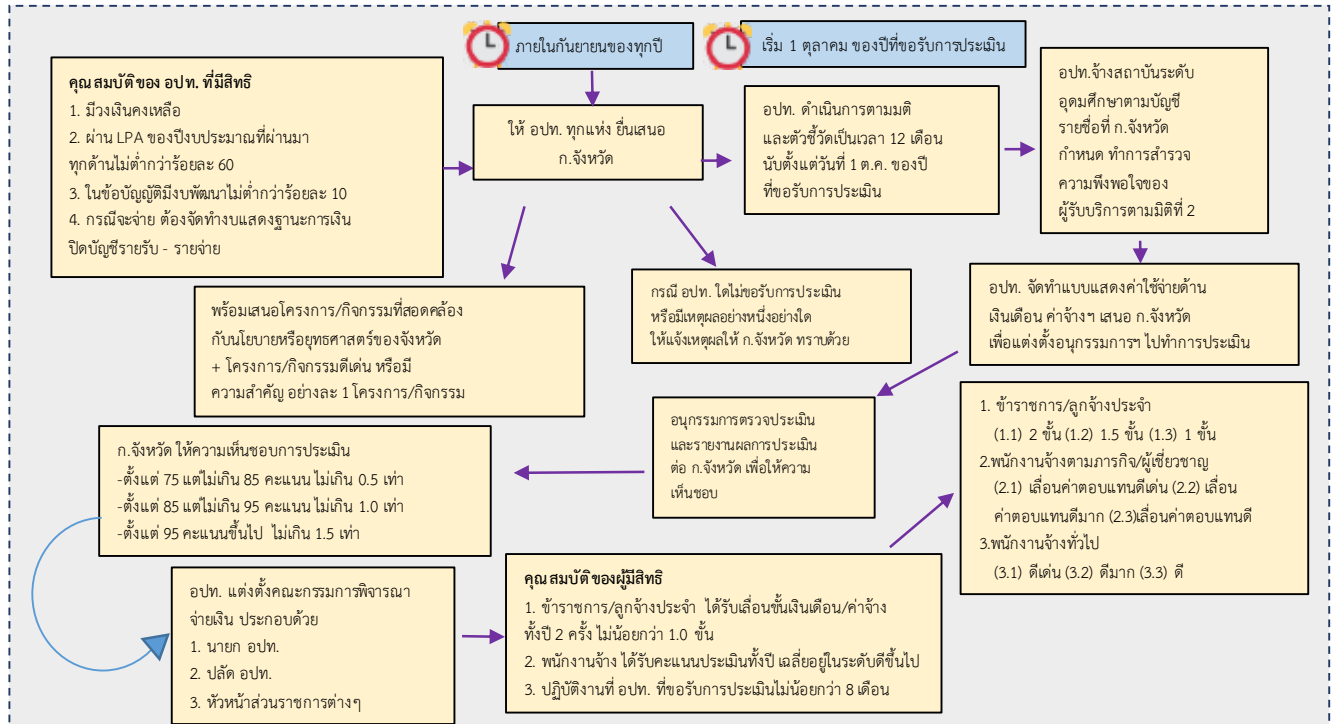 ภายในกันยายนของทุกปี
เริ่ม 1 ตุลาคม ของปีที่ขอรับการประเมิน
คุณสมบัติของ อปท. ที่มีสิทธิ
1. มีวงเงินคงเหลือ
2. ผ่าน LPA ของปีงบประมาณที่ผ่านมา
ทุกด้านไม่ต่ำกว่าร้อยละ 60
3. ในข้อบัญญัติมีงบพัฒนาไม่ต่ำกว่าร้อยละ 10
4. กรณีจะจ่าย ต้องจัดทำงบแสดงฐานะการเงิน
ปิดบัญชีรายรับ - รายจ่าย
ให้ อปท. ทุกแห่ง ยื่นเสนอ
ก.จังหวัด
อปท. ดำเนินการตามมติ
และตัวชี้วัดเป็นเวลา 12 เดือน
นับตั้งแต่วันที่ 1 ต.ค. ของปี
ที่ขอรับการประเมิน
อปท.จ้างสถาบันระดับ
อุดมศึกษาตามบัญชี
รายชื่อที่ ก.จังหวัด
กำหนด ทำการสำรวจ
ความพึงพอใจของ
ผู้รับบริการตามมิติที่ 2
พร้อมเสนอโครงการ/กิจกรรมที่สอดคล้อง
กับนโยบายหรือยุทธศาสตร์ของจังหวัด
+ โครงการ/กิจกรรมดีเด่น หรือมี
ความสำคัญ อย่างละ 1 โครงการ/กิจกรรม
กรณี อปท. ใดไม่ขอรับการประเมิน
หรือมีเหตุผลอย่างหนึ่งอย่างใด
ให้แจ้งเหตุผลให้ ก.จังหวัด ทราบด้วย
อปท. จัดทำแบบแสดงค่าใช้จ่ายด้าน
เงินเดือน ค่าจ้างฯ เสนอ ก.จังหวัด
เพื่อแต่งตั้งอนุกรรมการฯ ไปทำการประเมิน
อนุกรรมการตรวจประเมิน
และรายงานผลการประเมิน
ต่อ ก.จังหวัด เพื่อให้ความ
เห็นชอบ
ก.จังหวัด ให้ความเห็นชอบการประเมิน
-ตั้งแต่ 75 แต่ไม่เกิน 85 คะแนน ไม่เกิน 0.5 เท่า
-ตั้งแต่ 85 แต่ไม่เกิน 95 คะแนน ไม่เกิน 1.0 เท่า
-ตั้งแต่ 95 คะแนนขึ้นไป ไม่เกิน 1.5 เท่า
อปท. แต่งตั้งคณะกรรมการพิจารณา
จ่ายเงิน ประกอบด้วย
1. นายก อปท.
2. ปลัด อปท.
3. หัวหน้าส่วนราชการต่างๆ
คุณสมบัติของผู้มีสิทธิ
1. ข้าราชการ/ลูกจ้างประจำ ได้รับเลื่อนขั้นเงินเดือน/ค่าจ้าง
ทั้งปี 2 ครั้ง ไม่น้อยกว่า 1.0 ขั้น
2. พนักงานจ้าง ได้รับคะแนนประเมินทั้งปี เฉลี่ยอยู่ในระดับดีขึ้นไป
3. ปฏิบัติงานที่ อปท. ที่ขอรับการประเมินไม่น้อยกว่า 8 เดือน
1. ข้าราชการ/ลูกจ้างประจำ
(1.1) 2 ขั้น (1.2) 1.5 ขั้น (1.3) 1 ขั้น
2.พนักงานจ้างตามภารกิจ/ผู้เชี่ยวชาญ
(2.1) เลื่อนค่าตอบแทนดีเด่น (2.2) เลื่อน
ค่าตอบแทนดีมาก (2.3)เลื่อนค่าตอบแทนดี
3.พนักงานจ้างทั่วไป
(3.1) ดีเด่น (3.2) ดีมาก (3.3) ดี